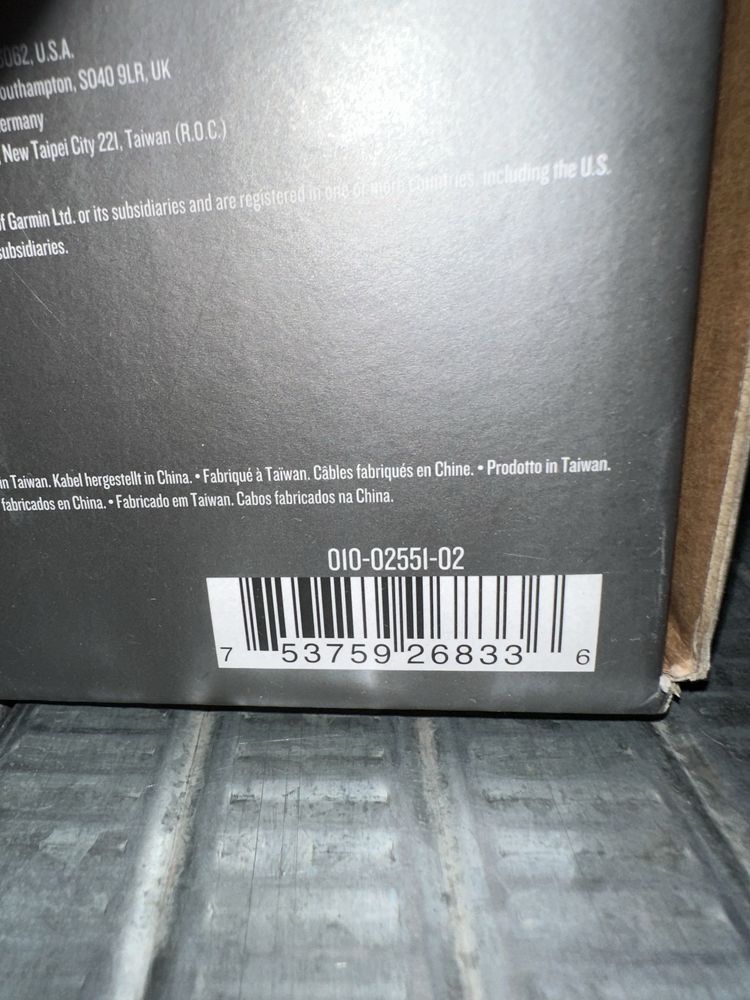 062, U.S.A.
outhampton, SO40 9LR, UK
ermany
, New Taipei City 221, Taiwan (R.O.C.)
f Garmin Ltd. or its subsidiaries and are registered in one or more countries, including the U.S.
subsidiaries.
in Taiwan. Kabel hergestellt in China. • Fabriqué à Taïwan. Câbles fabriqués en Chine. • Prodotto in Taiwan.
fabricados en China. • Fabricado em Taiwan. Cabos fabricados na China.
010-02551-02
7 53759 26833 6